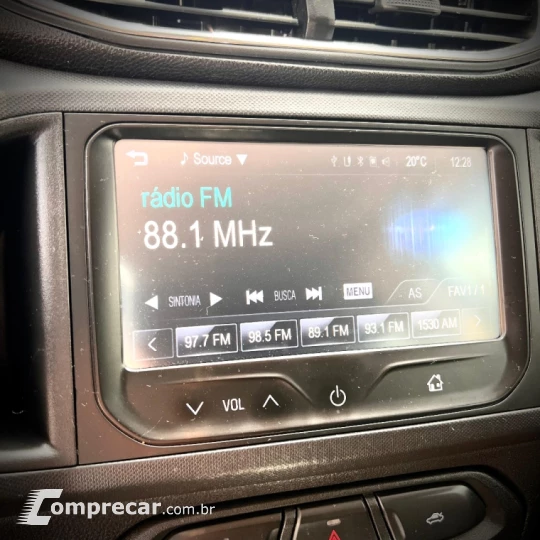 Source ▼ 20°C 12:28
rádio FM
88.1 MHz
◀ SINTONIA ▶ BUSCA MENU AS FAV1/1
< 97.7 FM 98.5 FM 89.1 FM 93.1 FM 1530 AM >
VOL
Comprecar.com.br